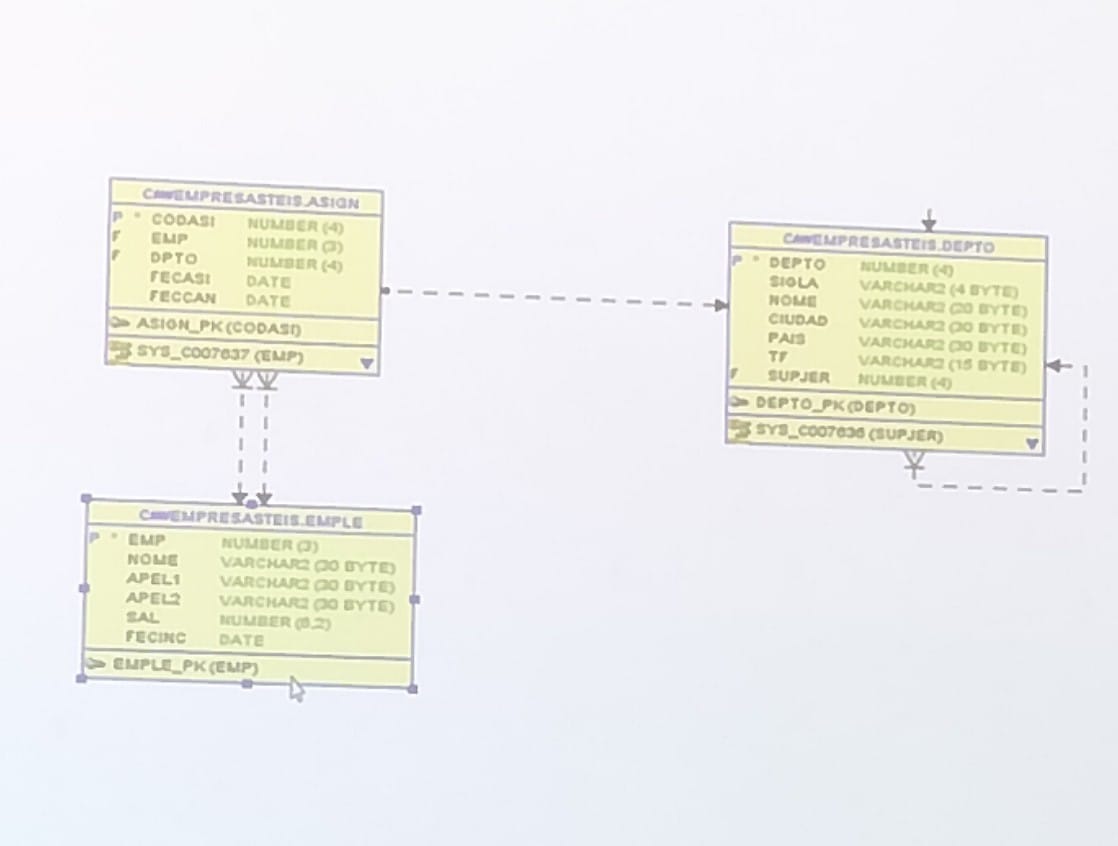 EMPRESASTEIS.ASIGN
P * CODASI NUMBER (4)
F EMP NUMBER (3)
F DPTO NUMBER (4)
FECASI DATE
FECCAN DATE
ASIGN_PK (CODASI)
SYS_C007637 (EMP)
EMPRESASTEIS.DEPTO
P * DEPTO NUMBER (4)
SIGLA VARCHAR2 (4 BYTE)
NOME VARCHAR2 (20 BYTE)
CIUDAD VARCHAR2 (30 BYTE)
PAIS VARCHAR2 (30 BYTE)
TF VARCHAR2 (15 BYTE)
F SUPJER NUMBER (4)
DEPTO_PK (DEPTO)
SYS_C007636 (SUPJER)
EMPRESASTEIS.EMPLE
P * EMP NUMBER (3)
NOME VARCHAR2 (30 BYTE)
APEL1 VARCHAR2 (30 BYTE)
APEL2 VARCHAR2 (30 BYTE)
SAL NUMBER (6,2)
FECINC DATE
EMPLE_PK (EMP)